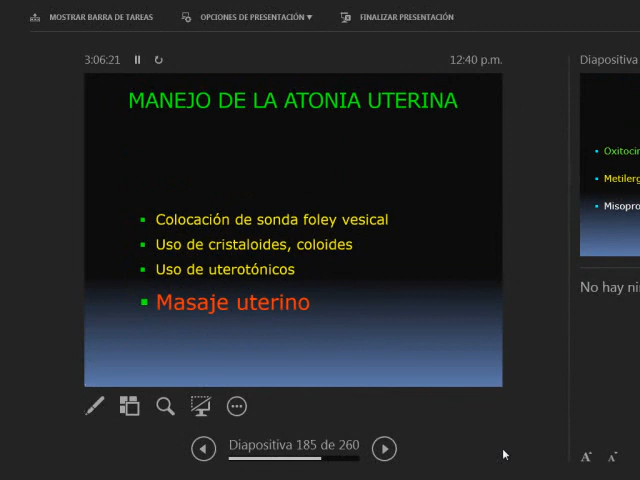 MOSTRAR BARRA DE TAREAS
OPCIONES DE PRESENTACIÓN ▼
FINALIZAR PRESENTACIÓN
3:06:21
12:40 p.m.
MANEJO DE LA ATONIA UTERINA
▪ Colocación de sonda foley vesical
▪ Uso de cristaloides, coloides
▪ Uso de uterotónicos
▪ Masaje uterino
Diapositiva 185 de 260
Diapositiva
▪ Oxitocin
▪ Metilerg
▪ Misopro
No hay nin
A A